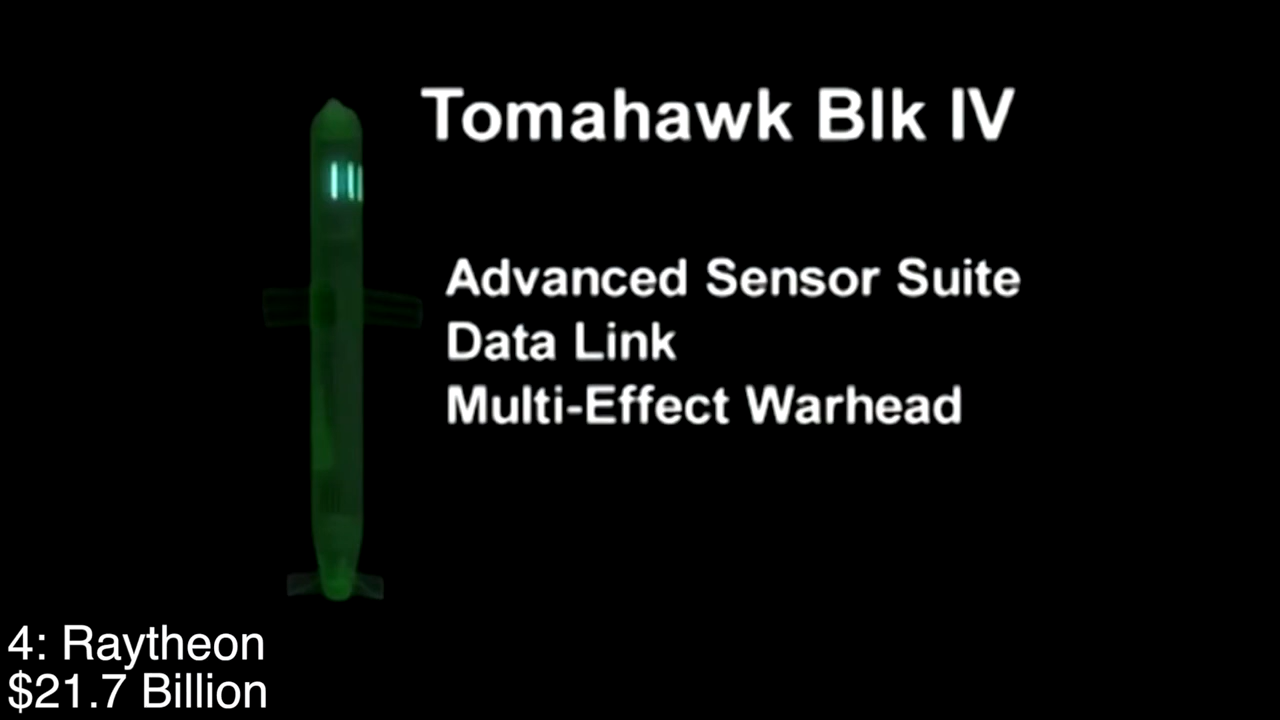 Tomahawk Blk IV
Advanced Sensor Suite
Data Link
Multi-Effect Warhead
4: Raytheon
$21.7 Billion